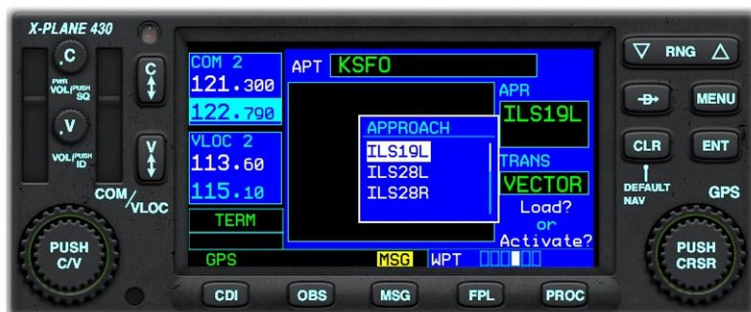 X-PLANE 430
C
PWR
VOL/PUSH
SQ
V
VOL/PUSH
ID
C
V
COM/VLOC
PUSH
C/V
COM 2
121.300
122.790
VLOC 2
113.60
115.10
TERM
GPS
MSG
WPT
APT KSFO
APPROACH
ILS19L
ILS28L
ILS28R
APR
ILS19L
TRANS
VECTOR
Load?
or
Activate?
RNG
D
MENU
CLR
ENT
DEFAULT
NAV
GPS
PUSH
CRSR
CDI
OBS
MSG
FPL
PROC